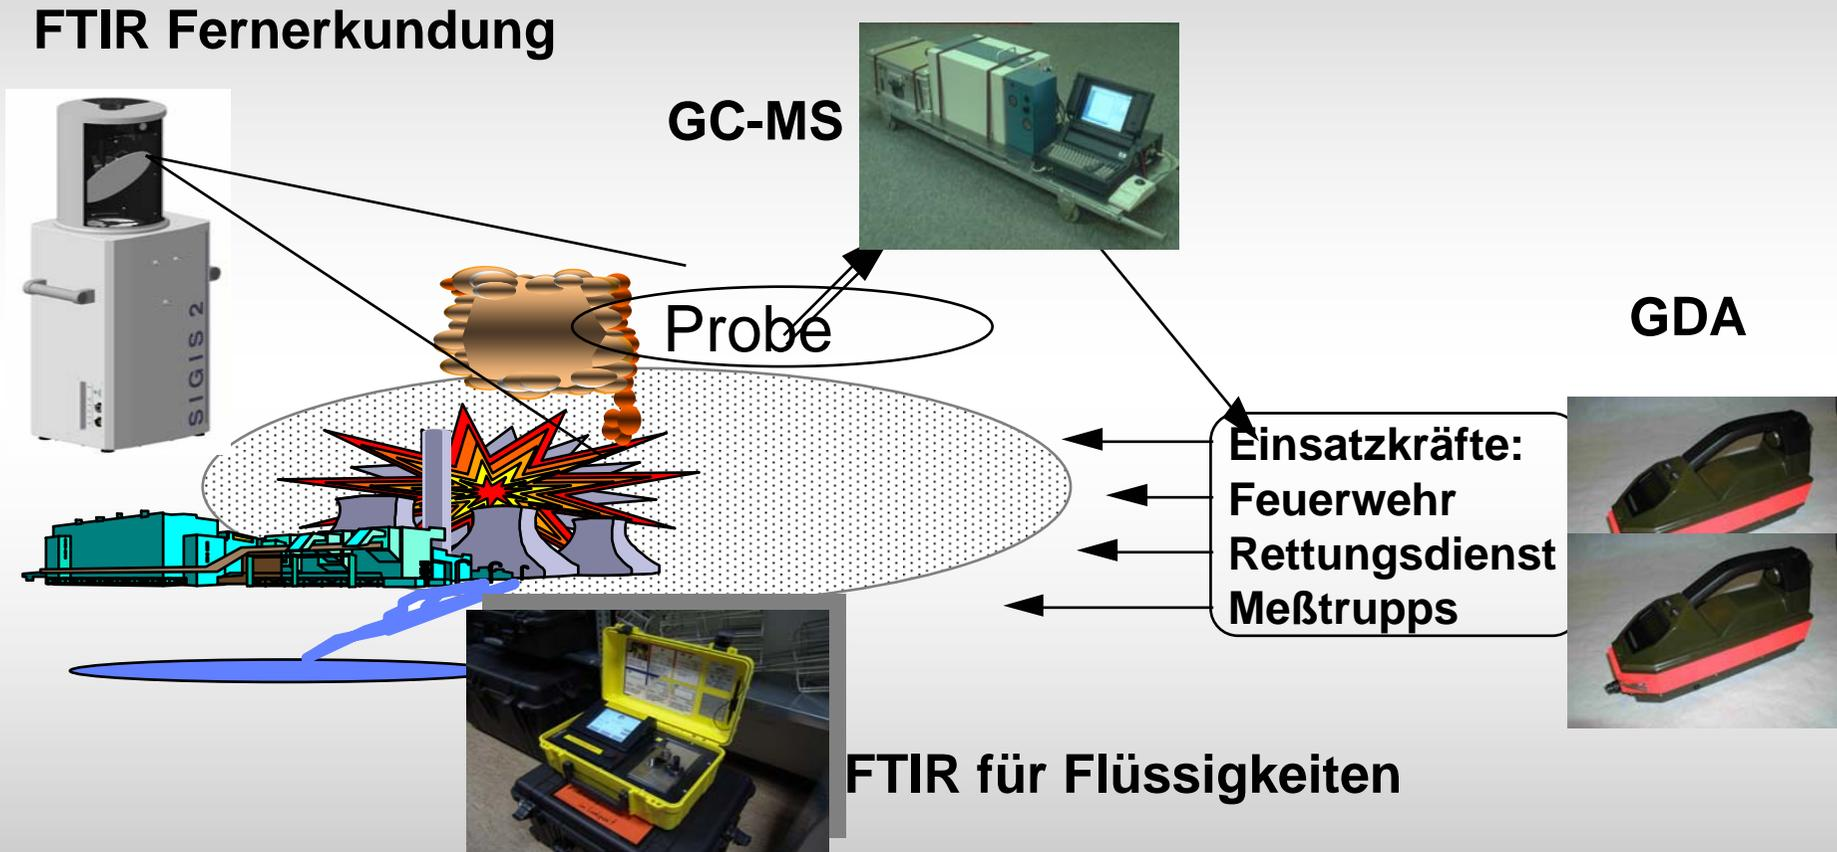 FTIR Fernerkundung
GC-MS
SIGIS 2
Probe
GDA
Einsatzkräfte:
Feuerwehr
Rettungsdienst
Meßtrupps
FTIR für Flüssigkeiten